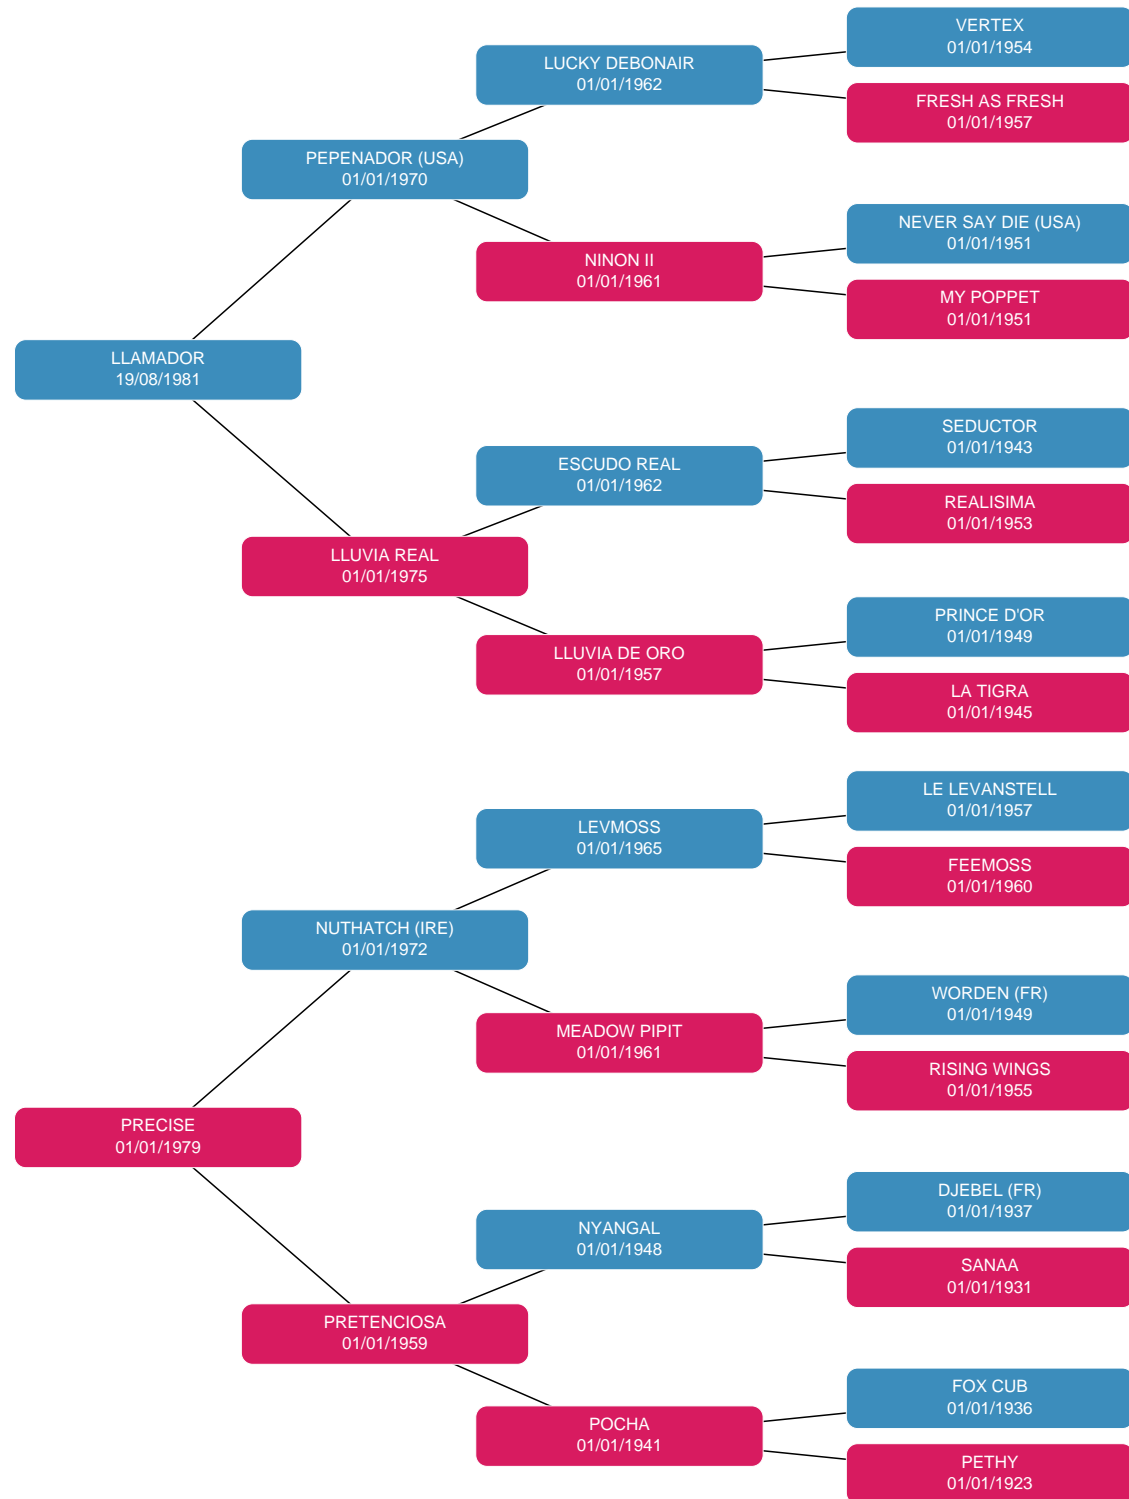 VERTEX
01/01/1954
LUCKY DEBONAIR
01/01/1962
FRESH AS FRESH
01/01/1957
PEPENADOR (USA)
01/01/1970
NEVER SAY DIE (USA)
01/01/1951
NINON II
01/01/1961
MY POPPET
01/01/1951
LLAMADOR
19/08/1981
SEDUCTOR
01/01/1943
ESCUDO REAL
01/01/1962
REALISIMA
01/01/1953
LLUVIA REAL
01/01/1975
PRINCE D'OR
01/01/1949
LLUVIA DE ORO
01/01/1957
LA TIGRA
01/01/1945
LE LEVANSTELL
01/01/1957
LEVMOSS
01/01/1965
FEEMOSS
01/01/1960
NUTHATCH (IRE)
01/01/1972
WORDEN (FR)
01/01/1949
MEADOW PIPIT
01/01/1961
RISING WINGS
01/01/1955
PRECISE
01/01/1979
DJEBEL (FR)
01/01/1937
NYANGAL
01/01/1948
SANAA
01/01/1931
PRETENCIOSA
01/01/1959
FOX CUB
01/01/1936
POCHA
01/01/1941
PETHY
01/01/1923